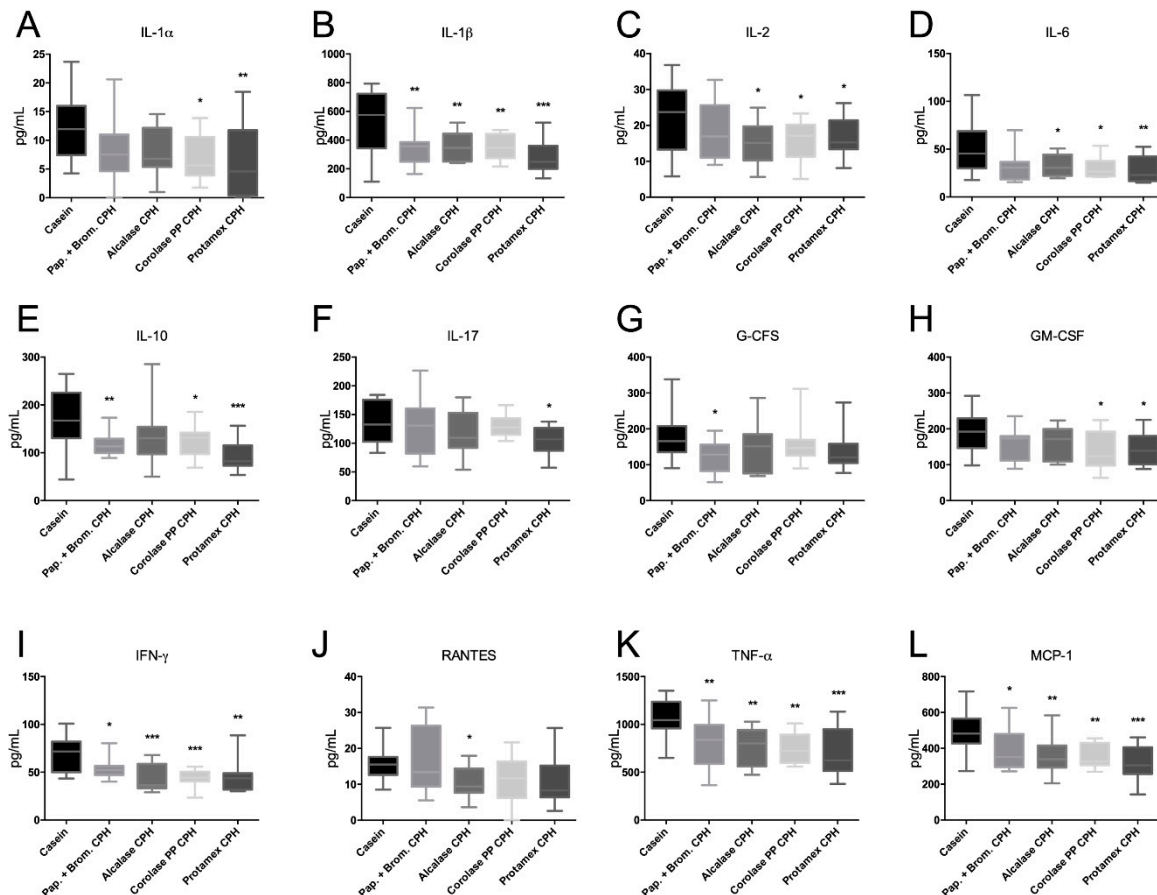 A
IL-1α
25
20
15
10
5
0
pg/mL
*
**
Casein
Pap. + Brom. CPH
Alcalase CPH
Corolase PP CPH
Protamex CPH
B
IL-1β
1000
800
600
400
200
0
pg/mL
**
**
**
***
Casein
Pap. + Brom. CPH
Alcalase CPH
Corolase PP CPH
Protamex CPH
C
IL-2
40
30
20
10
0
pg/mL
*
*
*
Casein
Pap. + Brom. CPH
Alcalase CPH
Corolase PP CPH
Protamex CPH
D
IL-6
150
100
50
0
pg/mL
*
*
**
Casein
Pap. + Brom. CPH
Alcalase CPH
Corolase PP CPH
Protamex CPH
E
IL-10
300
200
100
0
pg/mL
**
*
***
Casein
Pap. + Brom. CPH
Alcalase CPH
Corolase PP CPH
Protamex CPH
F
IL-17
250
200
150
100
50
0
pg/mL
*
Casein
Pap. + Brom. CPH
Alcalase CPH
Corolase PP CPH
Protamex CPH
G
G-CFS
400
300
200
100
0
pg/mL
*
Casein
Pap. + Brom. CPH
Alcalase CPH
Corolase PP CPH
Protamex CPH
H
GM-CSF
400
300
200
100
0
pg/mL
*
*
Casein
Pap. + Brom. CPH
Alcalase CPH
Corolase PP CPH
Protamex CPH
I
IFN-γ
150
100
50
0
pg/mL
*
***
***
**
Casein
Pap. + Brom. CPH
Alcalase CPH
Corolase PP CPH
Protamex CPH
J
RANTES
40
30
20
10
0
pg/mL
*
Casein
Pap. + Brom. CPH
Alcalase CPH
Corolase PP CPH
Protamex CPH
K
TNF-α
1500
1000
500
0
pg/mL
**
**
**
***
Casein
Pap. + Brom. CPH
Alcalase CPH
Corolase PP CPH
Protamex CPH
L
MCP-1
800
600
400
200
0
pg/mL
*
**
**
***
Casein
Pap. + Brom. CPH
Alcalase CPH
Corolase PP CPH
Protamex CPH